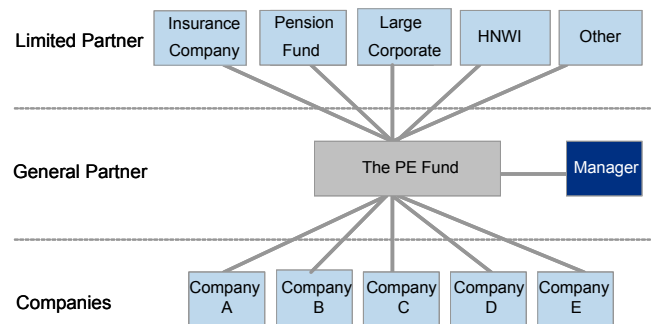 Limited Partner
Insurance
Company
Pension
Fund
Large
Corporate
HNWI
Other
General Partner
The PE Fund
Manager
Companies
Company
A
Company
B
Company
C
Company
D
Company
E